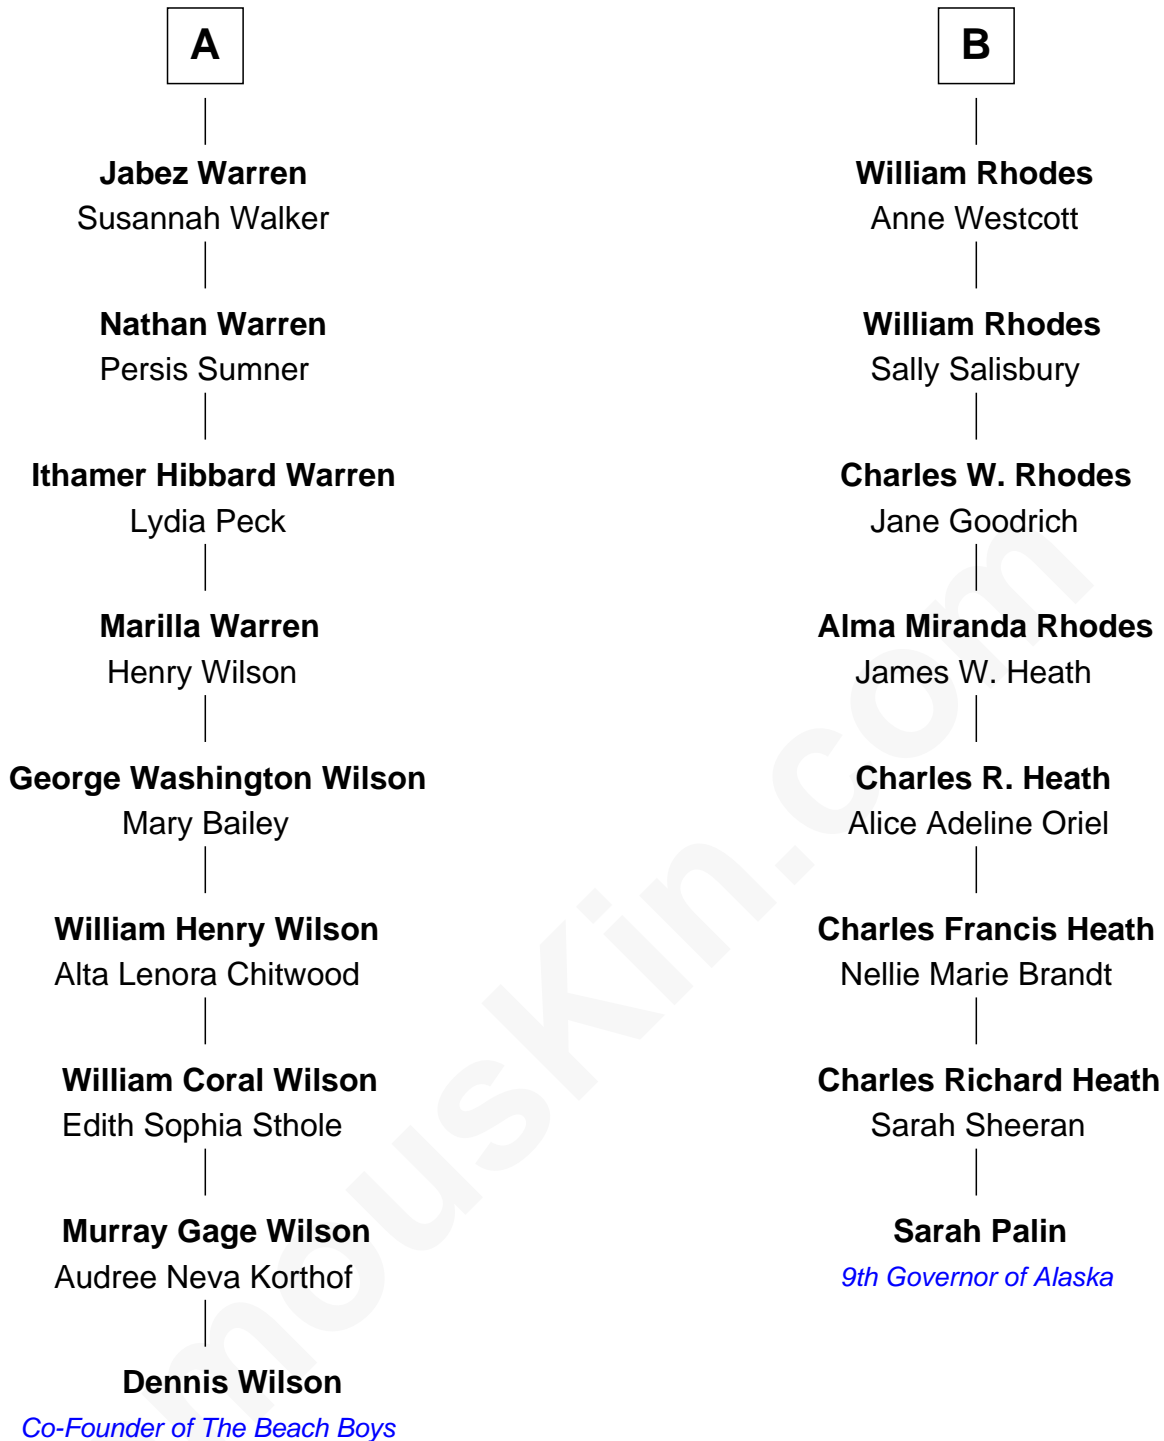 A
Jabez Warren
Susannah Walker
Nathan Warren
Persis Sumner
Ithamer Hibbard Warren
Lydia Peck
Marilla Warren
Henry Wilson
George Washington Wilson
Mary Bailey
William Henry Wilson
Alta Lenora Chitwood
William Coral Wilson
Edith Sophia Sthole
Murray Gage Wilson
Audree Neva Korthof
Dennis Wilson
Co-Founder of The Beach Boys
B
William Rhodes
Anne Westcott
William Rhodes
Sally Salisbury
Charles W. Rhodes
Jane Goodrich
Alma Miranda Rhodes
James W. Heath
Charles R. Heath
Alice Adeline Oriel
Charles Francis Heath
Nellie Marie Brandt
Charles Richard Heath
Sarah Sheeran
Sarah Palin
9th Governor of Alaska
mousKin.com